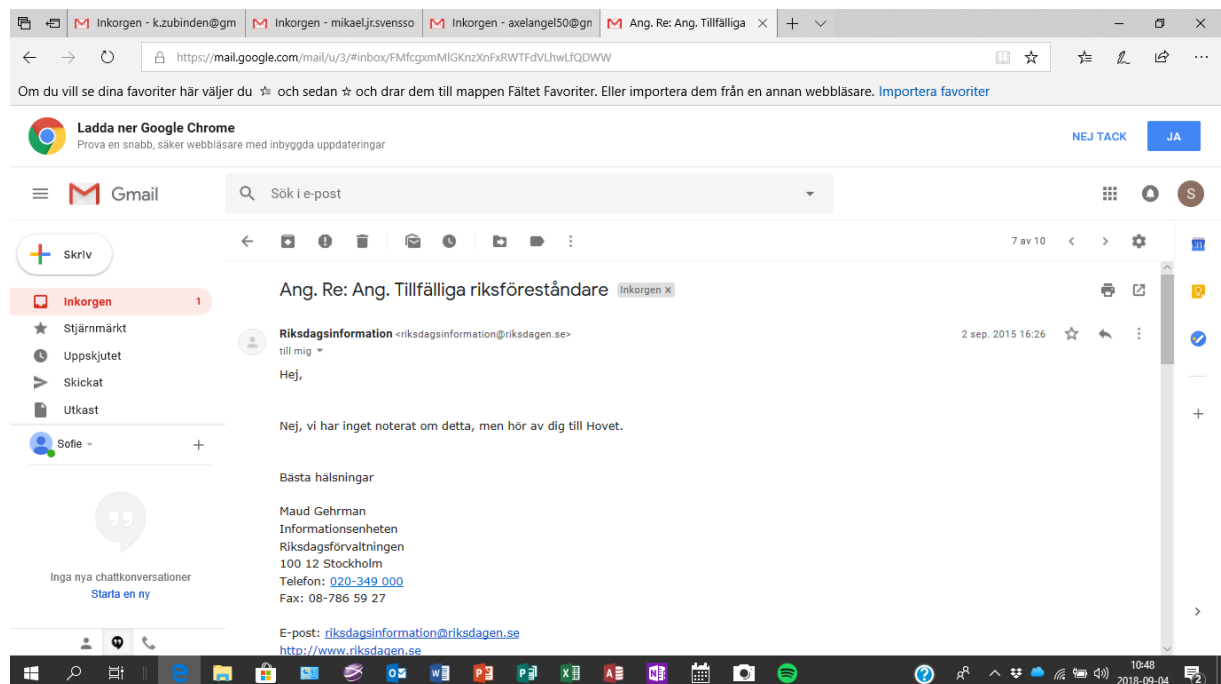 Inkorgen - k.zubinden@gm
Inkorgen - mikael.jr.svensso
Inkorgen - axelangel50@gn
Ang. Re: Ang. Tillfälliga
https://mail.google.com/mail/u/3/#inbox/FMfcgxmMlGKnzXnFxRWTFdVLhwLfQDWW
Om du vill se dina favoriter här väljer du och sedan och drar dem till mappen Fältet Favoriter. Eller importera dem från en annan webbläsare. Importera favoriter
Ladda ner Google Chrome
Prova en snabb, säker webbläsare med inbyggda uppdateringar
NEJ TACK
JA
Gmail
Sök i e-post
S
Skriv
7 av 10
31
Inkorgen 1
Stjärnmärkt
Uppskjutet
Skickat
Utkast
Sofie
Inga nya chattkonversationer
Starta en ny
Ang. Re: Ang. Tillfälliga riksföreståndare Inkorgen x
Riksdagsinformation <riksdagsinformation@riksdagen.se>
2 sep. 2015 16:26
till mig
Hej,
Nej, vi har inget noterat om detta, men hör av dig till Hovet.
Bästa hälsningar
Maud Gehrman
Informationsenheten
Riksdagsförvaltningen
100 12 Stockholm
Telefon: 020-349 000
Fax: 08-786 59 27
E-post: riksdagsinformation@riksdagen.se
http://www.riksdagen.se
10:48
2018-09-04
2